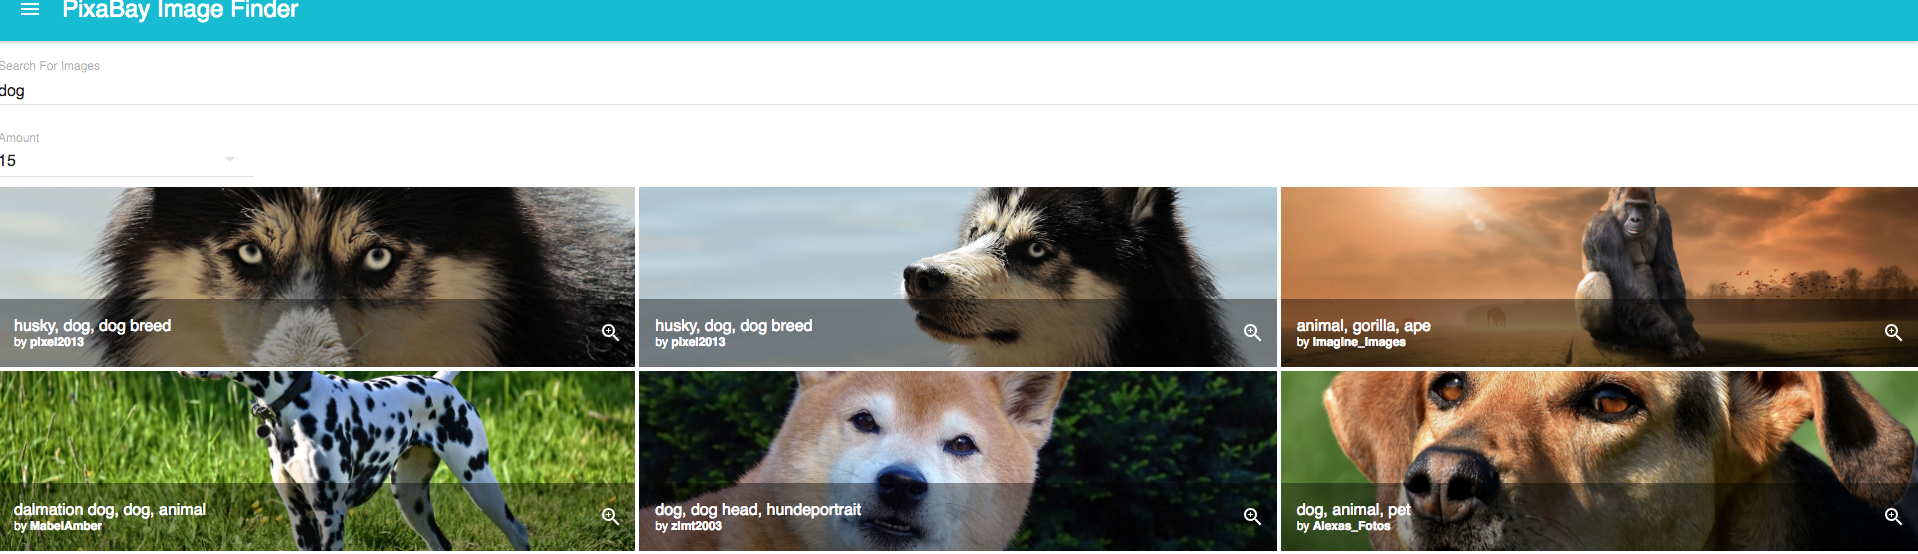 PixaBay Image Finder
Search For Images
dog
Amount
15
husky, dog, dog breed
by pixel2013
husky, dog, dog breed
by pixel2013
animal, gorilla, ape
by Imagine_Images
dalmation dog, dog, animal
by MabelAmber
dog, dog head, hundeportrait
by zimt2003
dog, animal, pet
by Alexas_Fotos